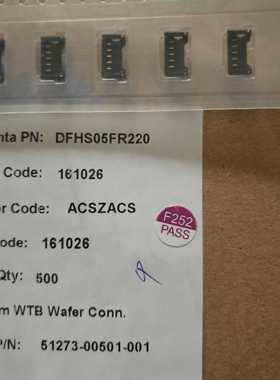 nta PN: DFHS05FR220
Code: 161026
or Code: ACSZACS
F252
PASS
ode: 161026
Qty: 500
m WTB Wafer Conn.
P/N: 51273-00501-001